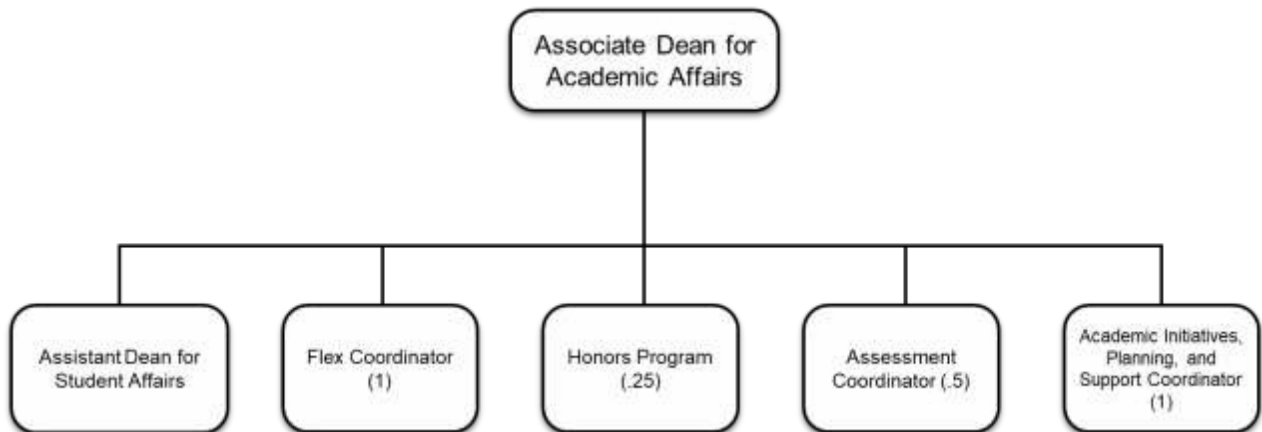 Associate Dean for
Academic Affairs
Assistant Dean for
Student Affairs
Flex Coordinator
(1)
Honors Program
(.25)
Assessment
Coordinator (.5)
Academic Initiatives,
Planning, and
Support Coordinator
(1)